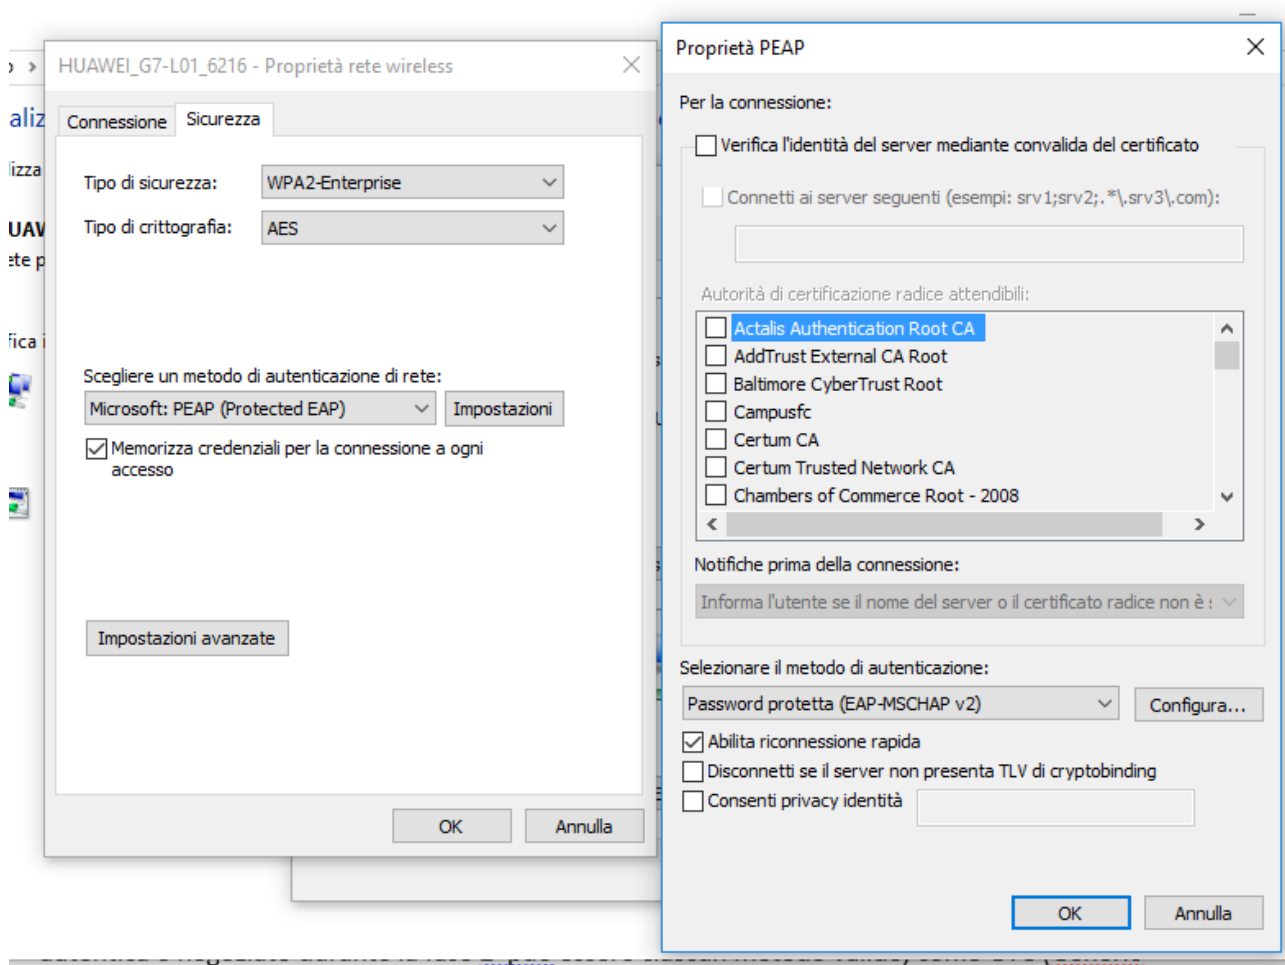 HUAWEI_G7-L01_6216 - Proprietà rete wireless
Connessione
Sicurezza
Tipo di sicurezza:
WPA2-Enterprise
Tipo di crittografia:
AES
Scegliere un metodo di autenticazione di rete:
Microsoft: PEAP (Protected EAP)
Impostazioni
Memorizza credenziali per la connessione a ogni
accesso
Impostazioni avanzate
OK
Annulla
Proprietà PEAP
Per la connessione:
Verifica l'identità del server mediante convalida del certificato
Connetti ai server seguenti (esempi: srv1;srv2;.*\.srv3\.com):
Autorità di certificazione radice attendibili:
Actalis Authentication Root CA
AddTrust External CA Root
Baltimore CyberTrust Root
Campusfc
Certum CA
Certum Trusted Network CA
Chambers of Commerce Root - 2008
Notifiche prima della connessione:
Informa l'utente se il nome del server o il certificato radice non è
Selezionare il metodo di autenticazione:
Password protetta (EAP-MSCHAP v2)
Configura...
Abilita riconnessione rapida
Disconnetti se il server non presenta TLV di cryptobinding
Consenti privacy identità
OK
Annulla